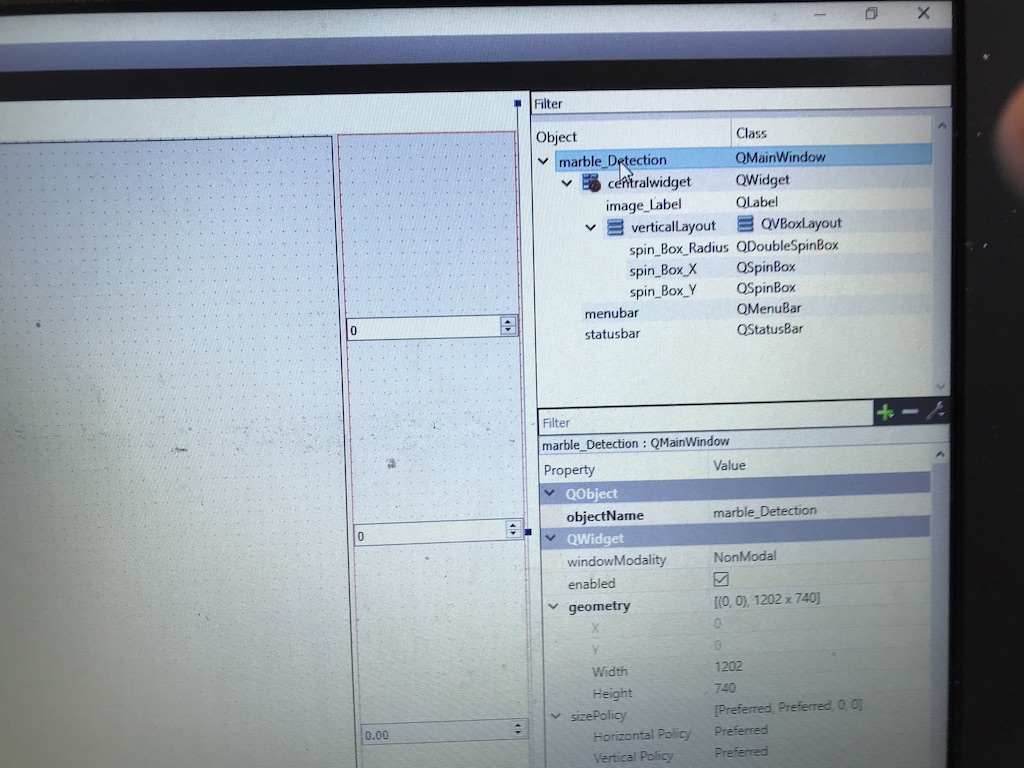 Filter
Object Class
marble_Detection QMainWindow
centralwidget QWidget
image_Label QLabel
verticalLayout QVBoxLayout
spin_Box_Radius QDoubleSpinBox
spin_Box_X QSpinBox
spin_Box_Y QSpinBox
menubar QMenuBar
statusbar QStatusBar
0
0
0.00
Filter
marble_Detection : QMainWindow
Property Value
QObject
objectName marble_Detection
QWidget
windowModality NonModal
enabled
geometry [(0, 0), 1202 x 740]
X 0
Y 0
Width 1202
Height 740
sizePolicy [Preferred, Preferred, 0, 0]
Horizontal Policy Preferred
Vertical Policy Preferred